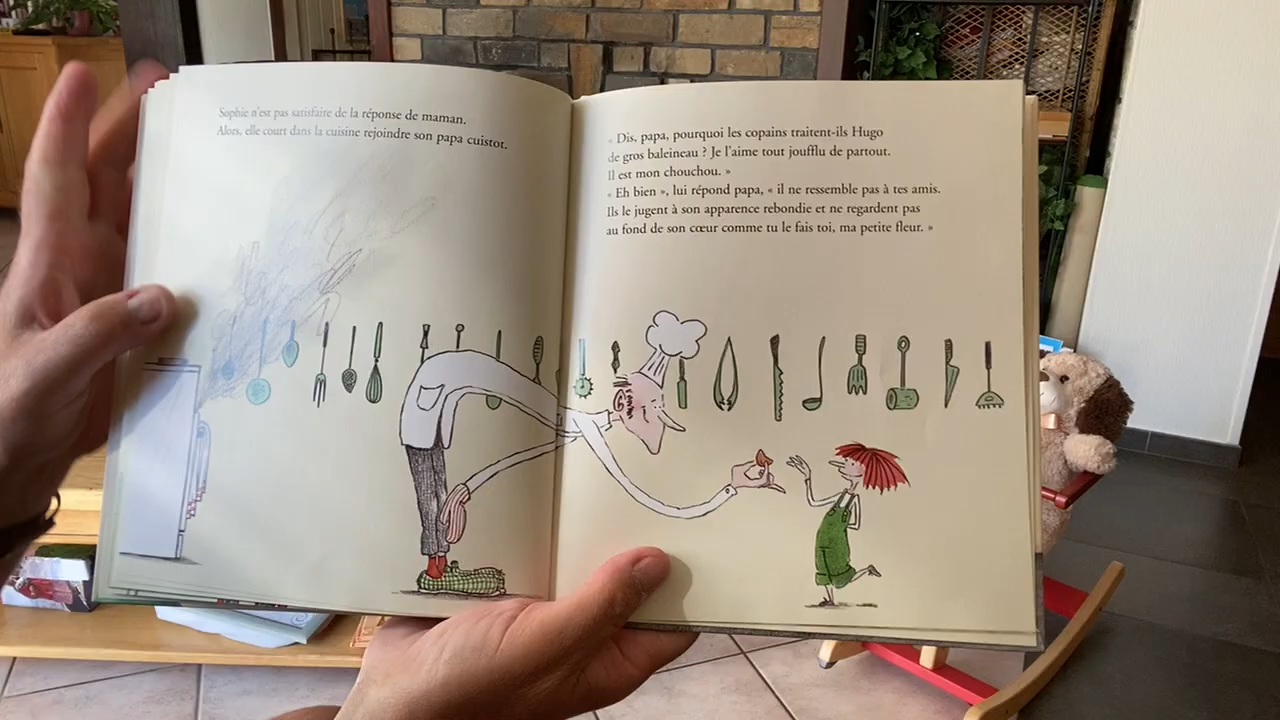 Sophie n'est pas satisfaite de la réponse de maman.
Alors, elle court dans la cuisine rejoindre son papa cuistot.
« Dis, papa, pourquoi les copains traitent-ils Hugo
de gros baleineau ? Je l'aime tout joufflu de partout.
Il est mon chouchou. »
« Eh bien », lui répond papa, « il ne ressemble pas à tes amis.
Ils le jugent à son apparence rebondie et ne regardent pas
au fond de son cœur comme tu le fais toi, ma petite fleur. »